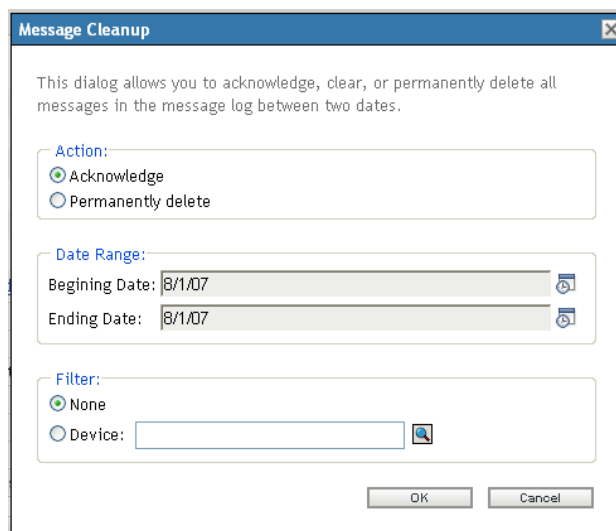 Message Cleanup
This dialog allows you to acknowledge, clear, or permanently delete all
messages in the message log between two dates.
Action:
Acknowledge
Permanently delete
Date Range:
Begining Date: 8/1/07
Ending Date: 8/1/07
Filter:
None
Device:
OK Cancel